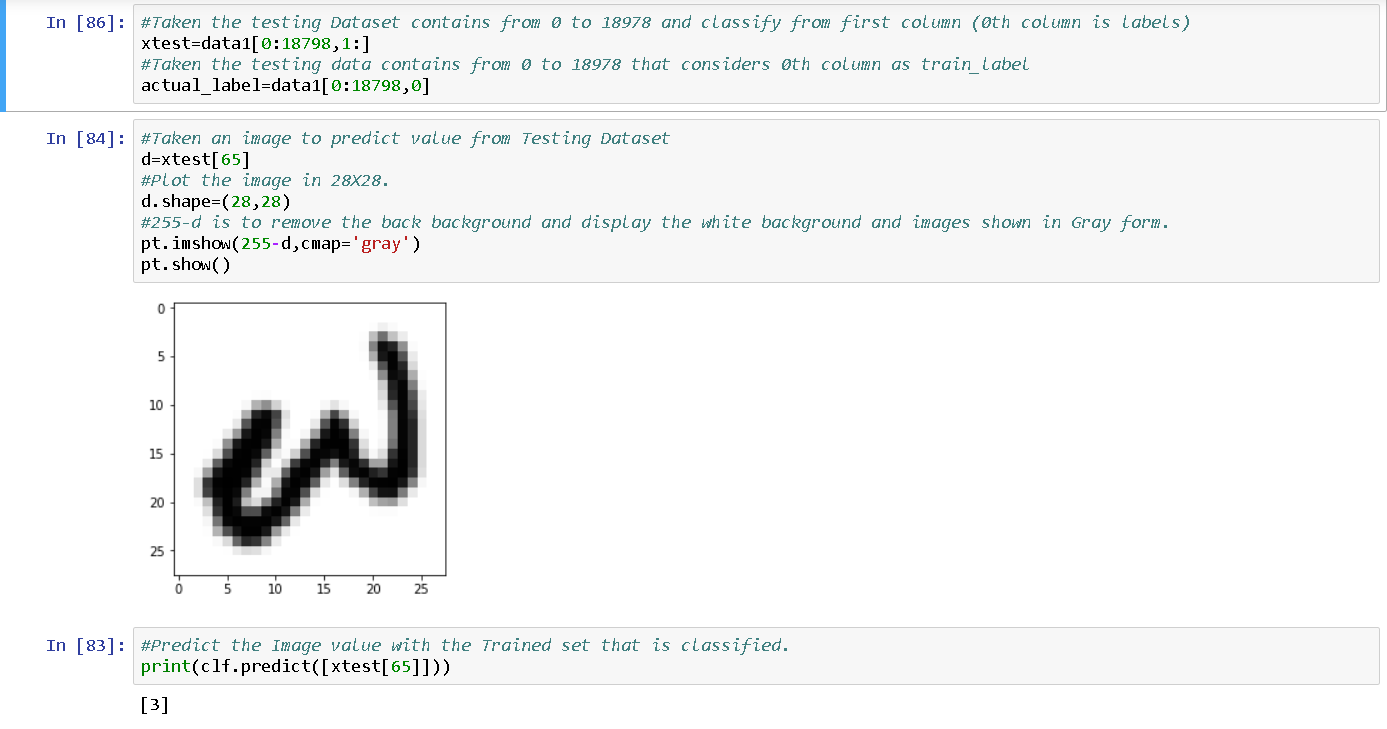 In [86]: #Taken the testing Dataset contains from 0 to 18978 and classify from first column (0th column is labels)
xtest=data1[0:18798,1:]
#Taken the testing data contains from 0 to 18978 that considers 0th column as train_label
actual_label=data1[0:18798,0]
In [84]: #Taken an image to predict value from Testing Dataset
d=xtest[65]
#Plot the image in 28X28.
d.shape=(28,28)
#255-d is to remove the back background and display the white background and images shown in Gray form.
pt.imshow(255-d,cmap='gray')
pt.show()
0
5
10
15
20
25
0 5 10 15 20 25
In [83]: #Predict the Image value with the Trained set that is classified.
print(clf.predict([xtest[65]]))
[3]